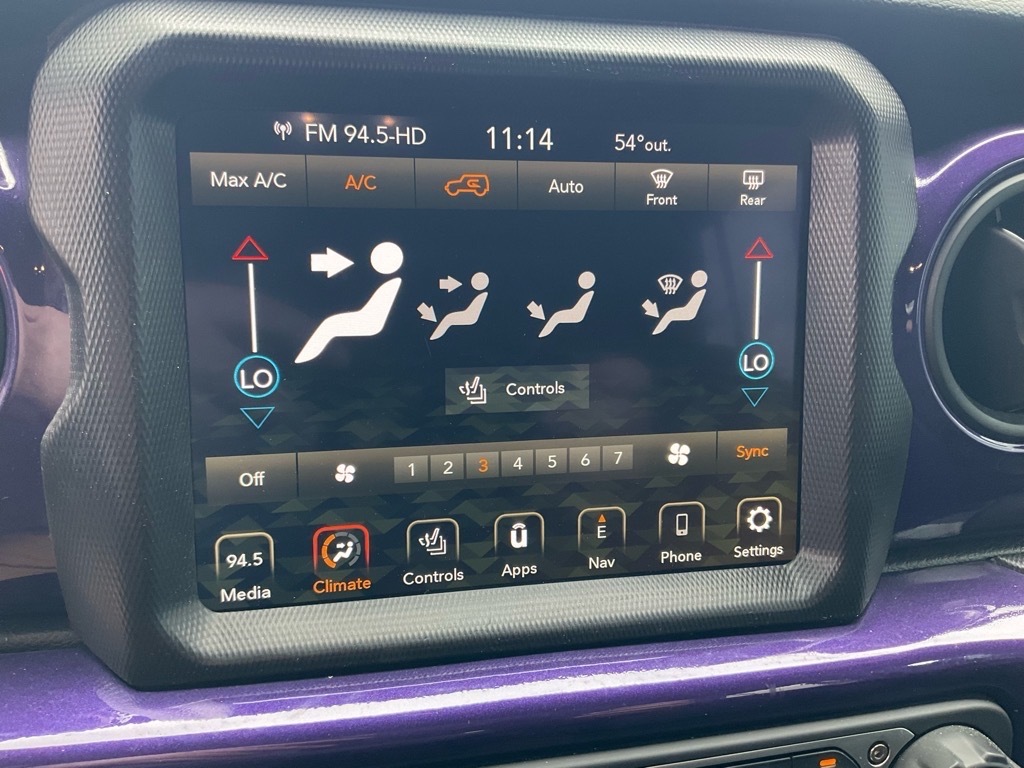 FM 94.5-HD 11:14 54°out.
Max A/C A/C Auto Front Rear
LO LO
Controls
Off 1 2 3 4 5 6 7 Sync
94.5 E
Media Climate Controls Apps Nav Phone Settings